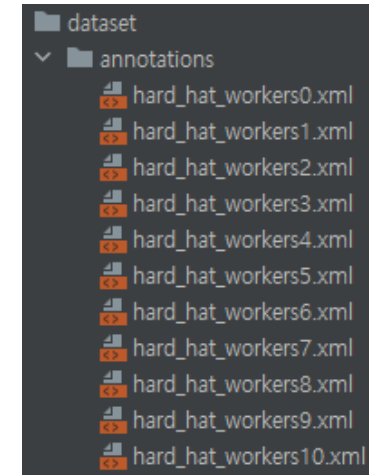 dataset
annotations
hard_hat_workers0.xml
hard_hat_workers1.xml
hard_hat_workers2.xml
hard_hat_workers3.xml
hard_hat_workers4.xml
hard_hat_workers5.xml
hard_hat_workers6.xml
hard_hat_workers7.xml
hard_hat_workers8.xml
hard_hat_workers9.xml
hard_hat_workers10.xml